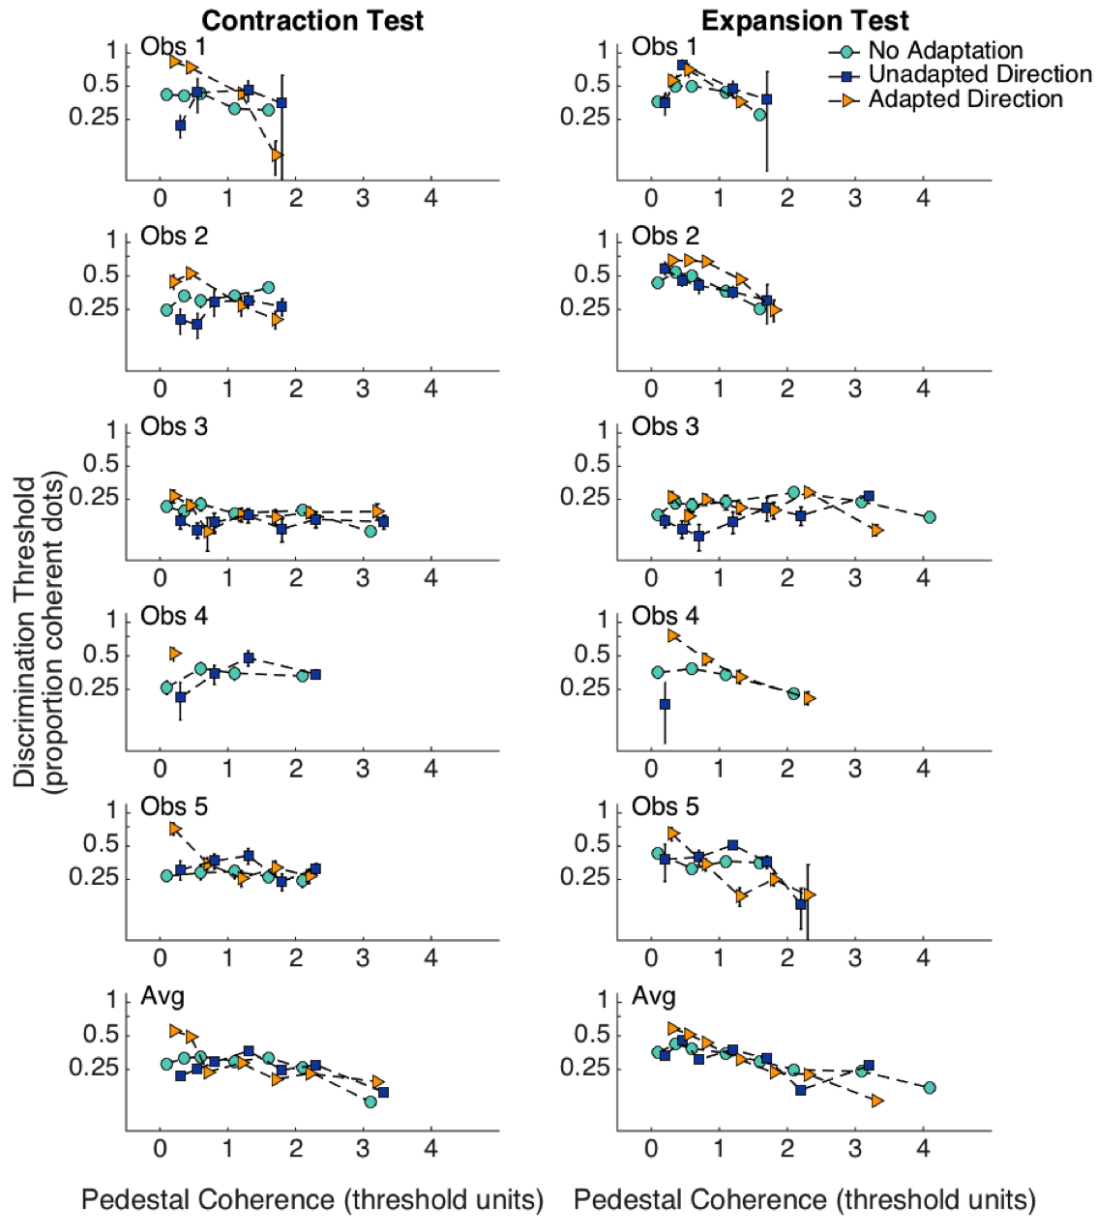 Contraction Test
Expansion Test
Obs 1
1
0.5
0.25
0 1 2 3 4
Obs 1
1
0.5
0.25
0 1 2 3 4
No Adaptation
Unadapted Direction
Adapted Direction
Obs 2
1
0.5
0.25
0 1 2 3 4
Obs 2
1
0.5
0.25
0 1 2 3 4
Obs 3
1
0.5
0.25
0 1 2 3 4
Obs 3
1
0.5
0.25
0 1 2 3 4
Discrimination Threshold
(proportion coherent dots)
Obs 4
1
0.5
0.25
0 1 2 3 4
Obs 4
1
0.5
0.25
0 1 2 3 4
Obs 5
1
0.5
0.25
0 1 2 3 4
Obs 5
1
0.5
0.25
0 1 2 3 4
Avg
1
0.5
0.25
0 1 2 3 4
Avg
1
0.5
0.25
0 1 2 3 4
Pedestal Coherence (threshold units)
Pedestal Coherence (threshold units)